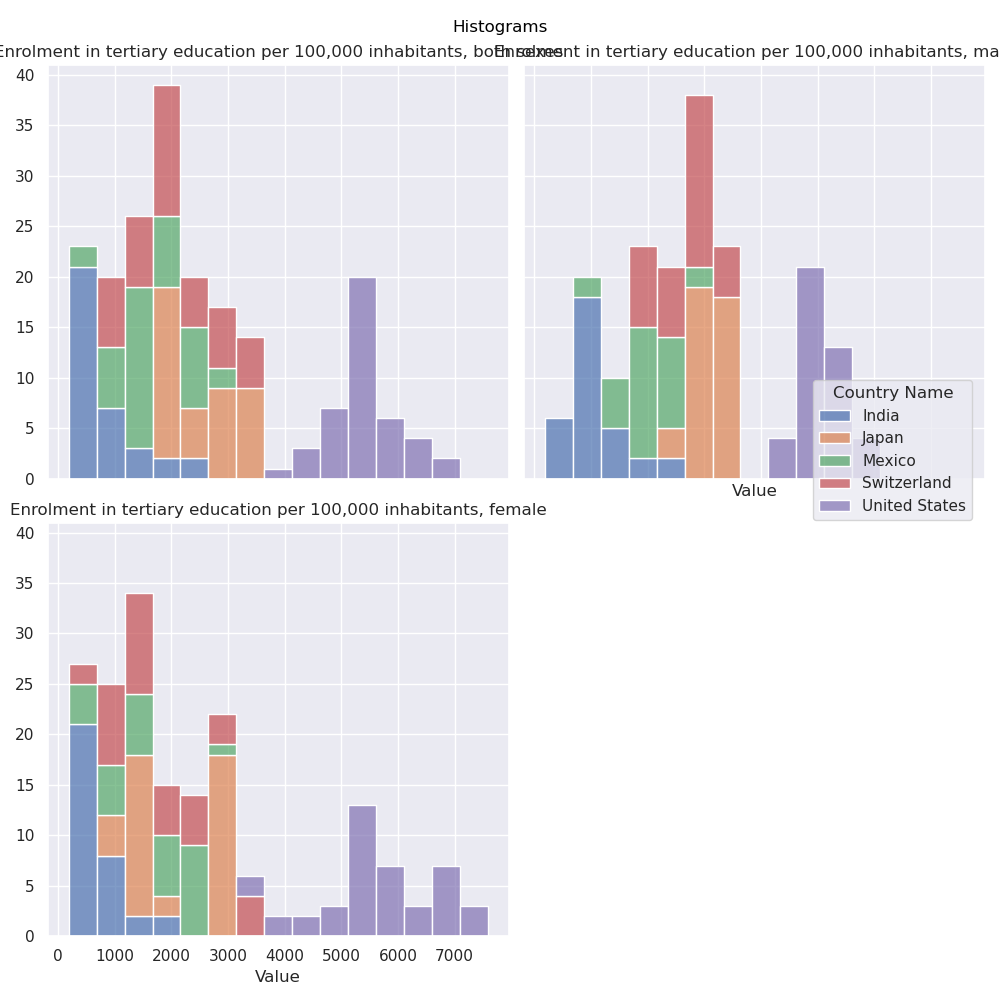 Histograms
Enrolment in tertiary education per 100,000 inhabitants, both sexes
Enrolment in tertiary education per 100,000 inhabitants, ma
40
35
30
25
20
15
10
5
0
Value
Country Name
India
Japan
Mexico
Switzerland
United States
Enrolment in tertiary education per 100,000 inhabitants, female
40
35
30
25
20
15
10
5
0
0 1000 2000 3000 4000 5000 6000 7000
Value